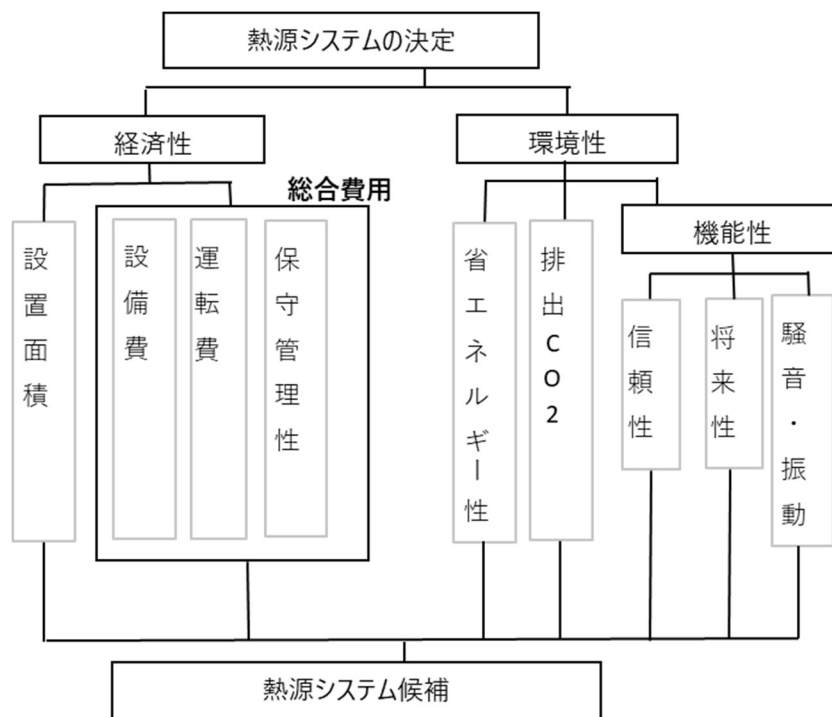 熱源システムの決定
経済性
環境性
総合費用
機能性
設置面積
設備費
運転費
保守管理性
省エネルギー性
排出CO2
信頼性
将来性
騒音・振動
熱源システム候補